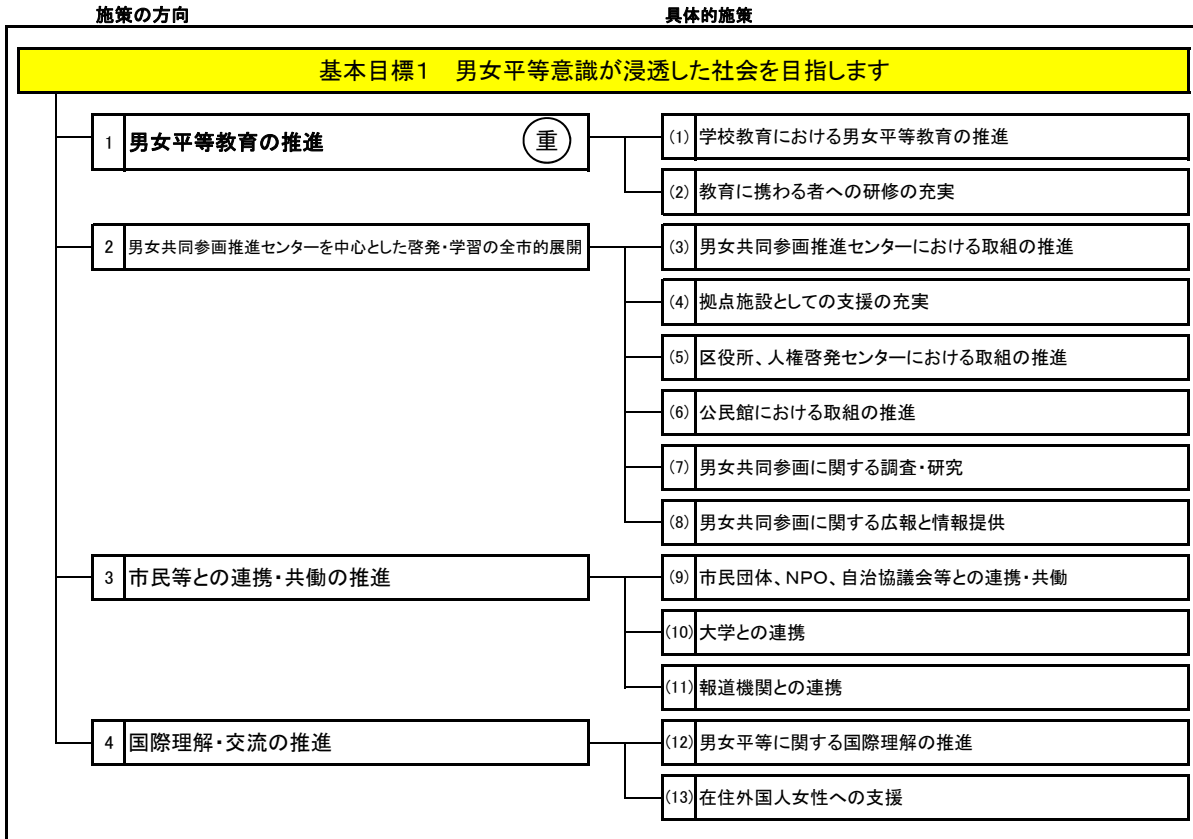 施策の方向
具体的施策
基本目標1　男女平等意識が浸透した社会を目指します
1 男女平等教育の推進 重
(1) 学校教育における男女平等教育の推進
(2) 教育に携わる者への研修の充実
2 男女共同参画推進センターを中心とした啓発・学習の全市的展開
(3) 男女共同参画推進センターにおける取組の推進
(4) 拠点施設としての支援の充実
(5) 区役所、人権啓発センターにおける取組の推進
(6) 公民館における取組の推進
(7) 男女共同参画に関する調査・研究
(8) 男女共同参画に関する広報と情報提供
3 市民等との連携・共働の推進
(9) 市民団体、NPO、自治協議会等との連携・共働
(10) 大学との連携
(11) 報道機関との連携
4 国際理解・交流の推進
(12) 男女平等に関する国際理解の推進
(13) 在住外国人女性への支援